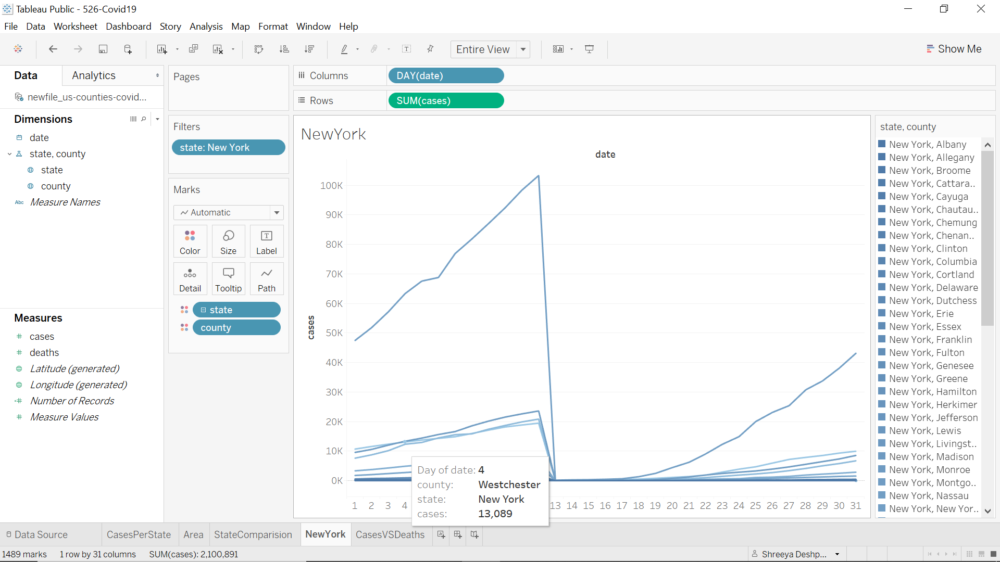 Tableau Public - 526-Covid19
File Data Worksheet Dashboard Story Analysis Map Format Window Help
Entire View
Show Me
Data
Analytics
newfile_us-counties-covid...
Dimensions
date
state, county
state
county
Abc Measure Names
Measures
cases
deaths
Latitude (generated)
Longitude (generated)
Number of Records
Measure Values
Pages
Filters
state: New York
Marks
Automatic
Color
Size
Label
Detail
Tooltip
Path
state
county
Columns
DAY(date)
Rows
SUM(cases)
NewYork
date
cases
100K
90K
80K
70K
60K
50K
40K
30K
20K
10K
0K
1 2 3 4 13 14 15 16 17 18 19 20 21 22 23 24 25 26 27 28 29 30 31
Day of date: 4
county: Westchester
state: New York
cases: 13,089
state, county
New York, Albany
New York, Allegany
New York, Broome
New York, Cattara..
New York, Cayuga
New York, Chautau..
New York, Chemung
New York, Chenan..
New York, Clinton
New York, Columbia
New York, Cortland
New York, Delaware
New York, Dutchess
New York, Erie
New York, Essex
New York, Franklin
New York, Fulton
New York, Genesee
New York, Greene
New York, Hamilton
New York, Herkimer
New York, Jefferson
New York, Lewis
New York, Livingst..
New York, Madison
New York, Monroe
New York, Montgo..
New York, Nassau
New York, New Yor..
Data Source
CasesPerState
Area
StateComparision
NewYork
CasesVSDeaths
1489 marks
1 row by 31 columns
SUM(cases): 2,100,891
Shreeya Deshp...